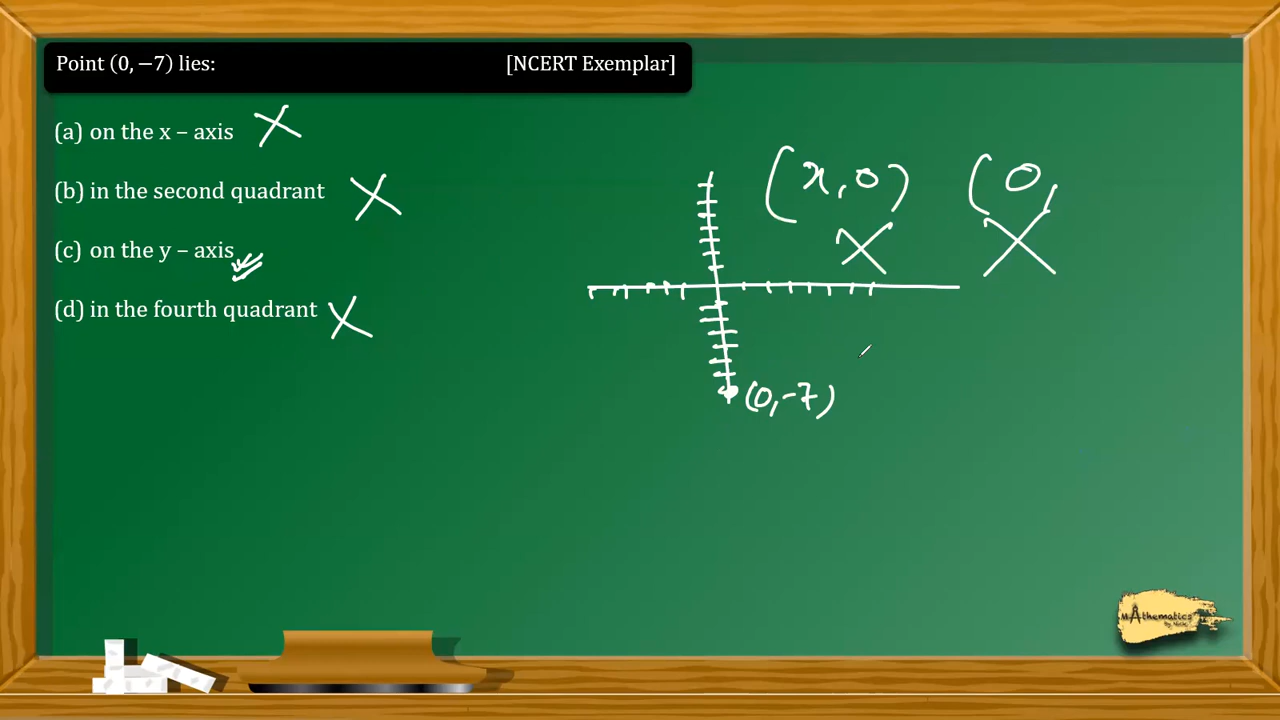 Point (0, −7) lies: [NCERT Exemplar]
(a) on the x – axis
(b) in the second quadrant
(c) on the y – axis
(d) in the fourth quadrant
(x, 0) (0,
(0, -7)
MAthematics